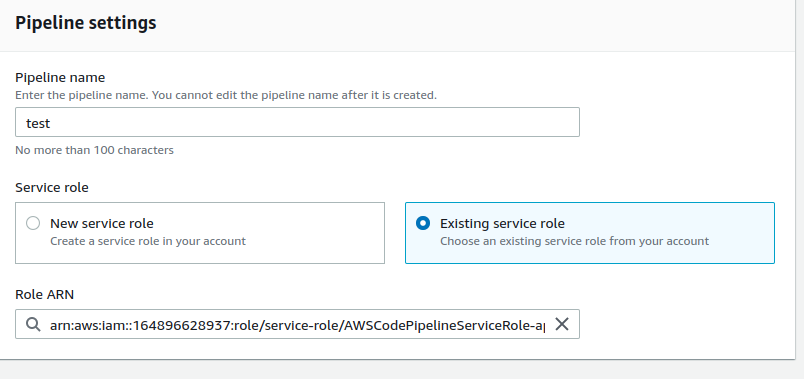 Pipeline settings
Pipeline name
Enter the pipeline name. You cannot edit the pipeline name after it is created.
test
No more than 100 characters
Service role
New service role
Create a service role in your account
Existing service role
Choose an existing service role from your account
Role ARN
arn:aws:iam::164896628937:role/service-role/AWSCodePipelineServiceRole-a